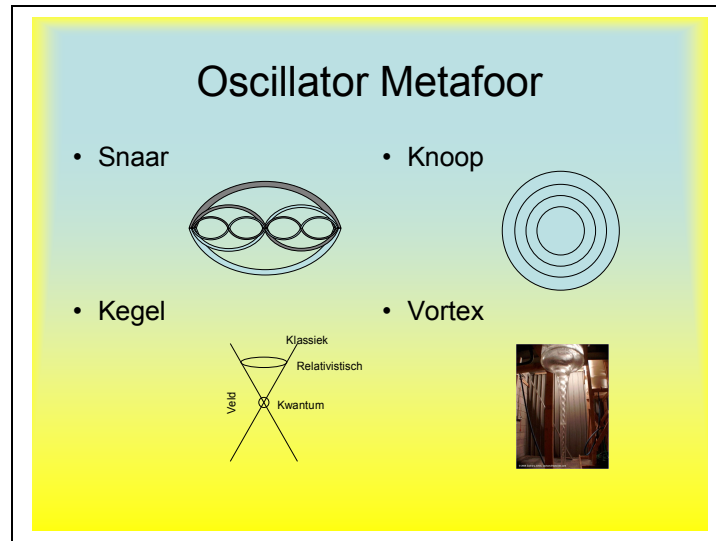 Oscillator Metafoor
• Snaar
• Knoop
• Kegel
Klassiek
Relativistisch
Veld
Kwantum
• Vortex